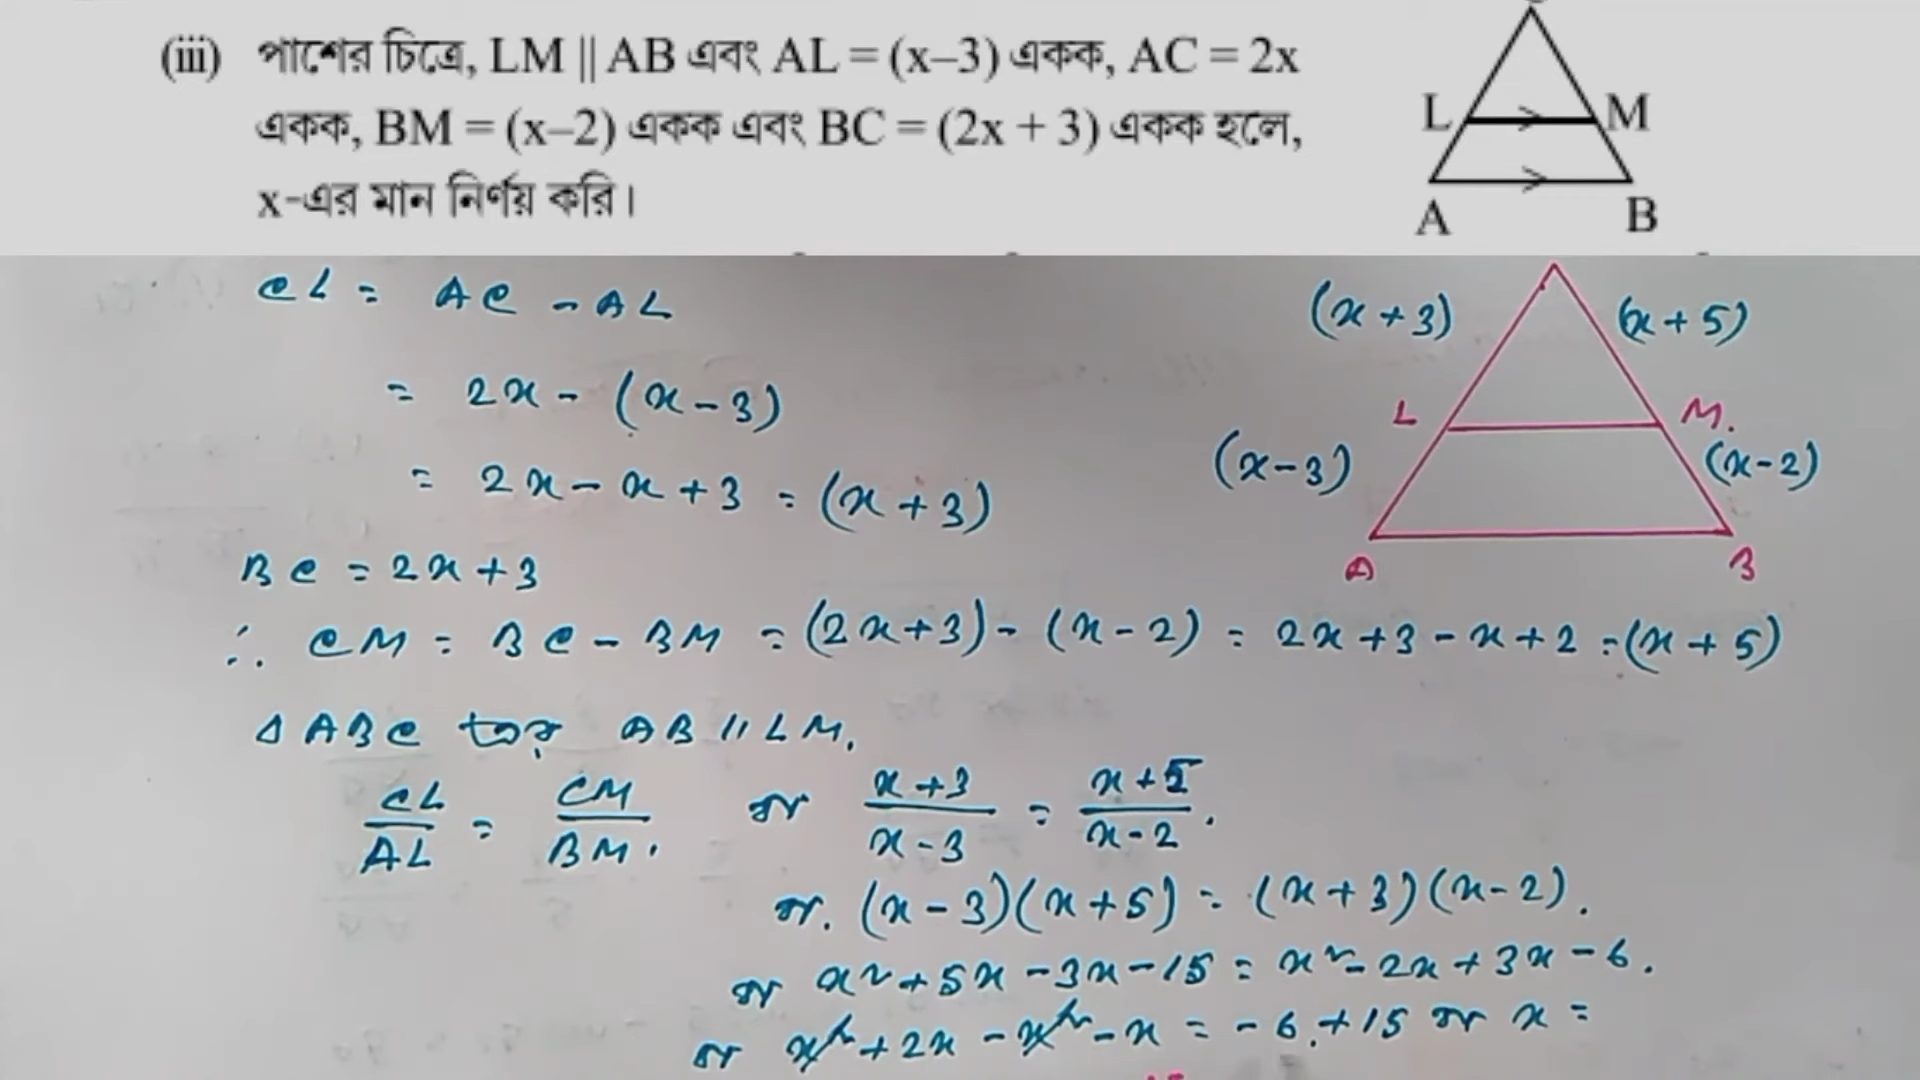 (iii) পাশের চিত্রে, LM || AB এবং AL = (x–3) একক, AC = 2x
একক, BM = (x–2) একক এবং BC = (2x + 3) একক হলে,
x-এর মান নির্ণয় করি।
L M
A B
CL = AC - AL
= 2x - (x-3)
= 2x - x + 3 = (x+3)
(x+3) (x+5)
L M.
(x-3) (x-2)
A B
BC = 2x+3
∴ CM = BC - BM = (2x+3) - (x-2) = 2x+3-x+2 = (x+5)
Δ ABC তার AB || LM,
CL/AL = CM/BM. বা x+3/x-3 = x+5/x-2.
বা. (x-3)(x+5) = (x+3)(x-2).
বা x²+5x-3x-15 = x²-2x+3x-6.
বা x²+2x-x²-x = -6+15 বা x =